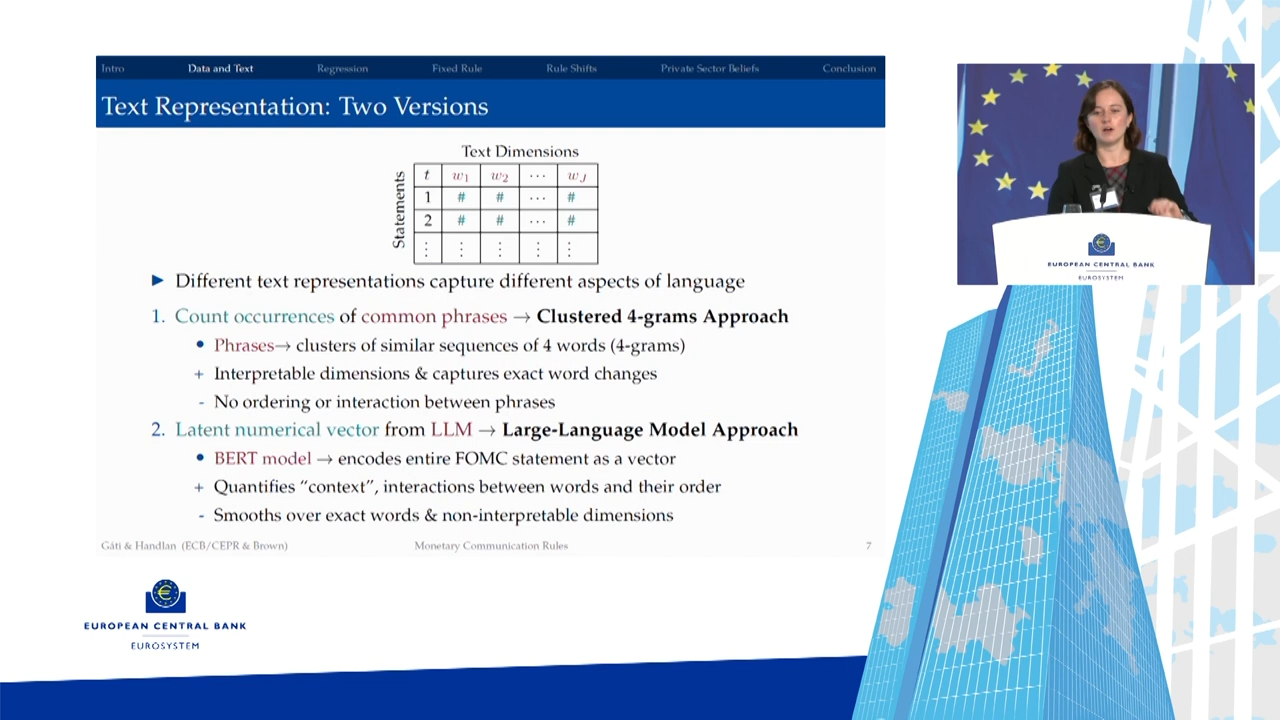 Intro Data and Text Regression Fixed Rule Rule Shifts Private Sector Beliefs Conclusion
Text Representation: Two Versions
Text Dimensions
Statements
t w₁ w₂ ⋯ w_J
1 # # ⋯ #
2 # # ⋯ #
⋮ ⋮ ⋮ ⋮ ⋮
► Different text representations capture different aspects of language
1. Count occurrences of common phrases → Clustered 4-grams Approach
• Phrases→ clusters of similar sequences of 4 words (4-grams)
+ Interpretable dimensions & captures exact word changes
- No ordering or interaction between phrases
2. Latent numerical vector from LLM → Large-Language Model Approach
• BERT model → encodes entire FOMC statement as a vector
+ Quantifies “context”, interactions between words and their order
- Smooths over exact words & non-interpretable dimensions
Gáti & Handlan (ECB/CEPR & Brown) Monetary Communication Rules 7
EUROPEAN CENTRAL BANK
EUROSYSTEM
EUROPEAN CENTRAL BANK
EUROSYSTEM